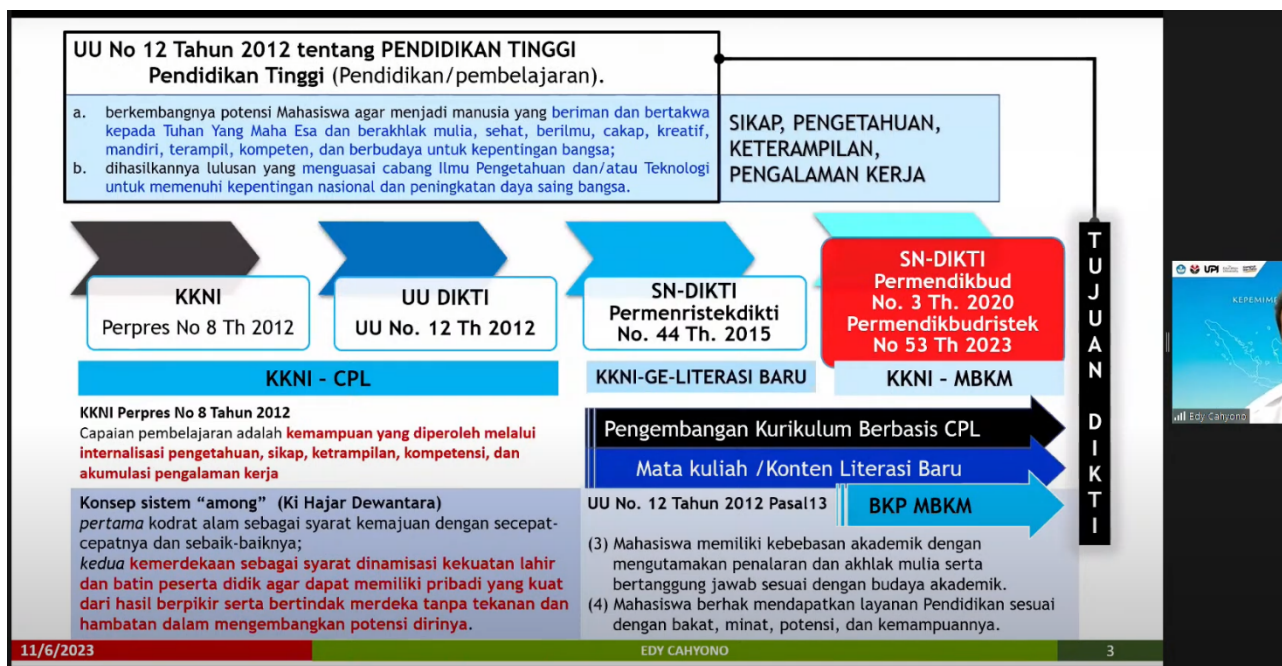 UU No 12 Tahun 2012 tentang PENDIDIKAN TINGGI
Pendidikan Tinggi (Pendidikan/pembelajaran).
a. berkembangnya potensi Mahasiswa agar menjadi manusia yang beriman dan bertakwa
kepada Tuhan Yang Maha Esa dan berakhlak mulia, sehat, berilmu, cakap, kreatif,
mandiri, terampil, kompeten, dan berbudaya untuk kepentingan bangsa;
b. dihasilkannya lulusan yang menguasai cabang Ilmu Pengetahuan dan/atau Teknologi
untuk memenuhi kepentingan nasional dan peningkatan daya saing bangsa.
SIKAP, PENGETAHUAN,
KETERAMPILAN,
PENGALAMAN KERJA
KKNI
Perpres No 8 Th 2012
UU DIKTI
UU No. 12 Th 2012
SN-DIKTI
Permenristekdikti
No. 44 Th. 2015
SN-DIKTI
Permendikbud
No. 3 Th. 2020
Permendikbudristek
No 53 Th 2023
KKNI - CPL
KKNI-GE-LITERASI BARU
KKNI - MBKM
TUJUAN DIKTI
KKNI Perpres No 8 Tahun 2012
Capaian pembelajaran adalah kemampuan yang diperoleh melalui
internalisasi pengetahuan, sikap, ketrampilan, kompetensi, dan
akumulasi pengalaman kerja
Pengembangan Kurikulum Berbasis CPL
Mata kuliah /Konten Literasi Baru
BKP MBKM
Konsep sistem “among” (Ki Hajar Dewantara)
pertama kodrat alam sebagai syarat kemajuan dengan secepat-
cepatnya dan sebaik-baiknya;
kedua kemerdekaan sebagai syarat dinamisasi kekuatan lahir
dan batin peserta didik agar dapat memiliki pribadi yang kuat
dari hasil berpikir serta bertindak merdeka tanpa tekanan dan
hambatan dalam mengembangkan potensi dirinya.
UU No. 12 Tahun 2012 Pasal13
(3) Mahasiswa memiliki kebebasan akademik dengan
mengutamakan penalaran dan akhlak mulia serta
bertanggung jawab sesuai dengan budaya akademik.
(4) Mahasiswa berhak mendapatkan layanan Pendidikan sesuai
dengan bakat, minat, potensi, dan kemampuannya.
11/6/2023
EDY CAHYONO
3
UPI
Edy Cahyono